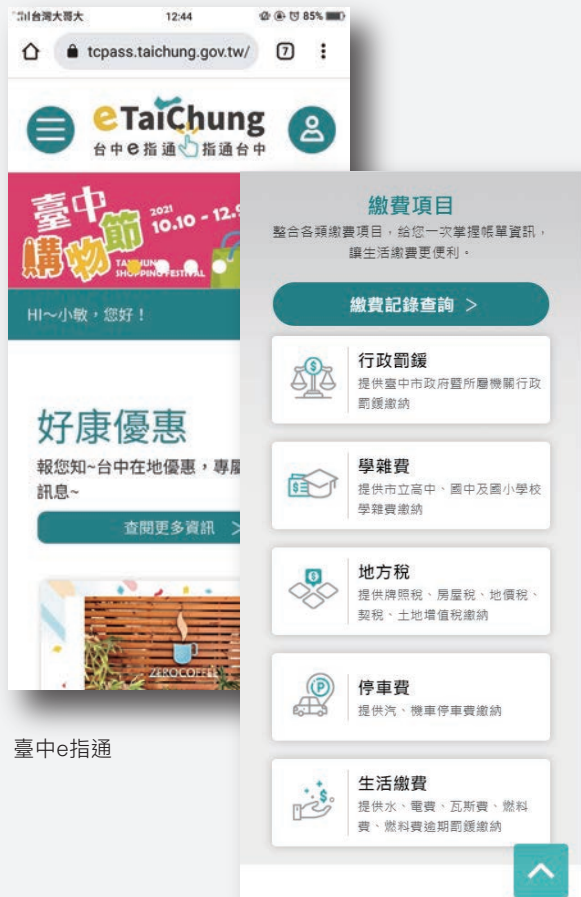 台灣大哥大 12:44 85%
tcpass.taichung.gov.tw/ 7
eTaiChung
台中e指通 指通台中
臺中
購物節
2021
10.10 - 12.
SHOPPING FESTIVAL
HI～小敏，您好！
好康優惠
報您知~台中在地優惠，專屬
訊息~
查閱更多資訊 >
ZEROCOFFEE
臺中e指通
繳費項目
整合各類繳費項目，給您一次掌握帳單資訊，
讓生活繳費更便利。
繳費記錄查詢 >
行政罰鍰
提供臺中市政府暨所屬機關行政
罰鍰繳納
學雜費
提供市立高中、國中及國小學校
學雜費繳納
地方稅
提供牌照稅、房屋稅、地價稅、
契稅、土地增值稅繳納
停車費
提供汽、機車停車費繳納
生活繳費
提供水、電費、瓦斯費、燃料
費、燃料費逾期罰鍰繳納